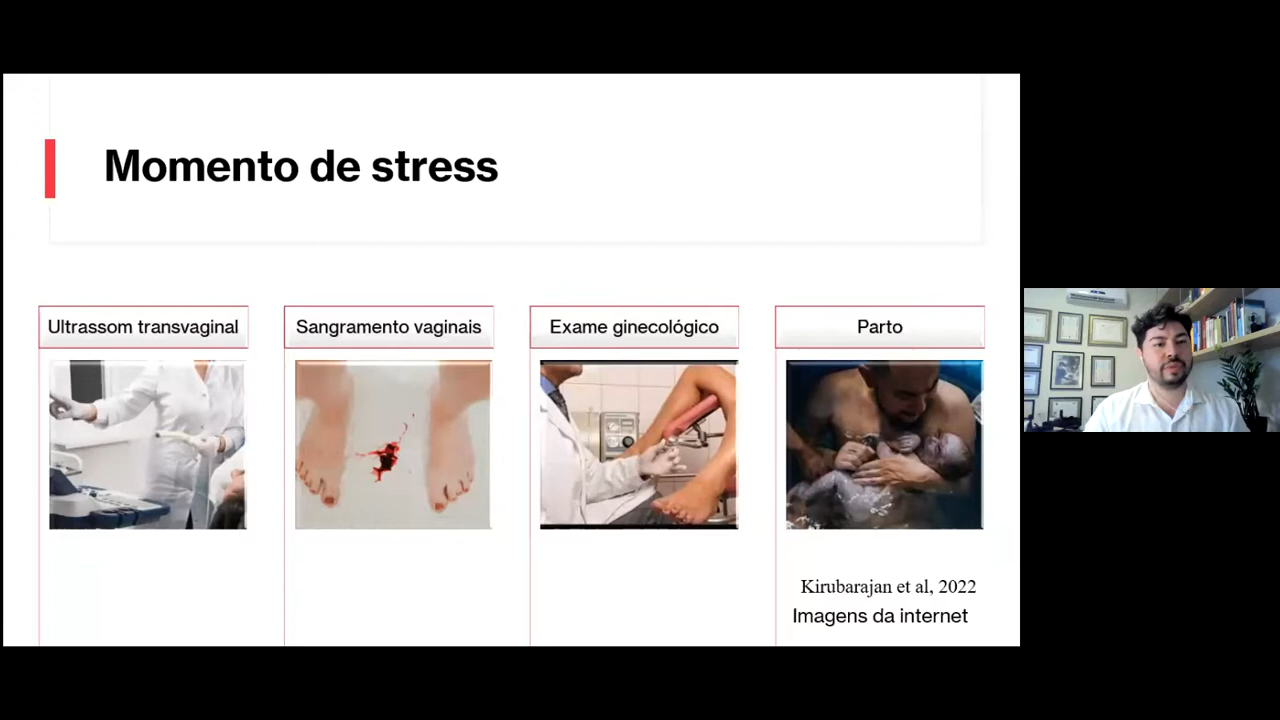 Momento de stress
Ultrassom transvaginal
Sangramento vaginais
Exame ginecológico
Parto
Kirubarajan et al, 2022
Imagens da internet